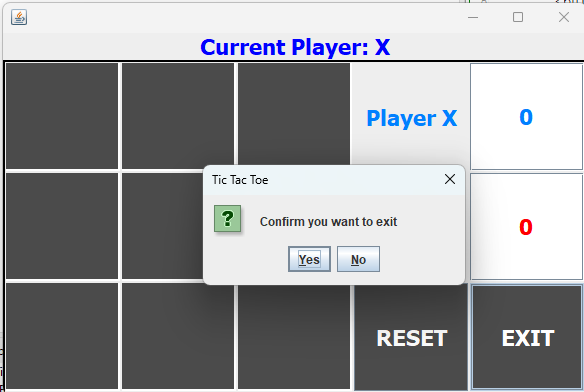 Current Player: X
Player X
0
Tic Tac Toe
Confirm you want to exit
Yes
No
0
RESET
EXIT